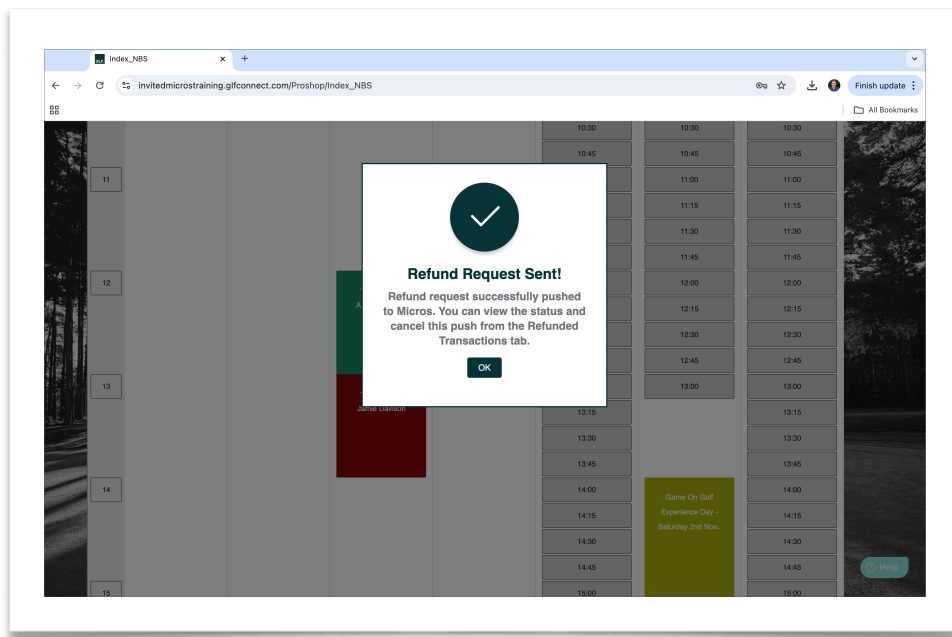 GLF Index_NBS
invitedmicrostraining.glfconnect.com/Proshop/Index_NBS
Finish update
All Bookmarks
10:30 10:30 10:30
10:45 10:45 10:45
11 11:00 11:00
11:15 11:15
11:30 11:30
11:45 11:45
12 12:00 12:00
12:15 12:15
12:30 12:30
12:45 12:45
13 13:00 13:00
Refund Request Sent!
Refund request successfully pushed
to Micros. You can view the status and
cancel this push from the Refunded
Transactions tab.
OK
Jamie Davison
13:15 13:15
13:30 13:30
13:45 13:45
14 14:00 14:00
Game On Golf
Experience Day -
Saturday 2nd Nov..
14:15 14:15
14:30 14:30
14:45 14:45
Help
15 15:00 15:00